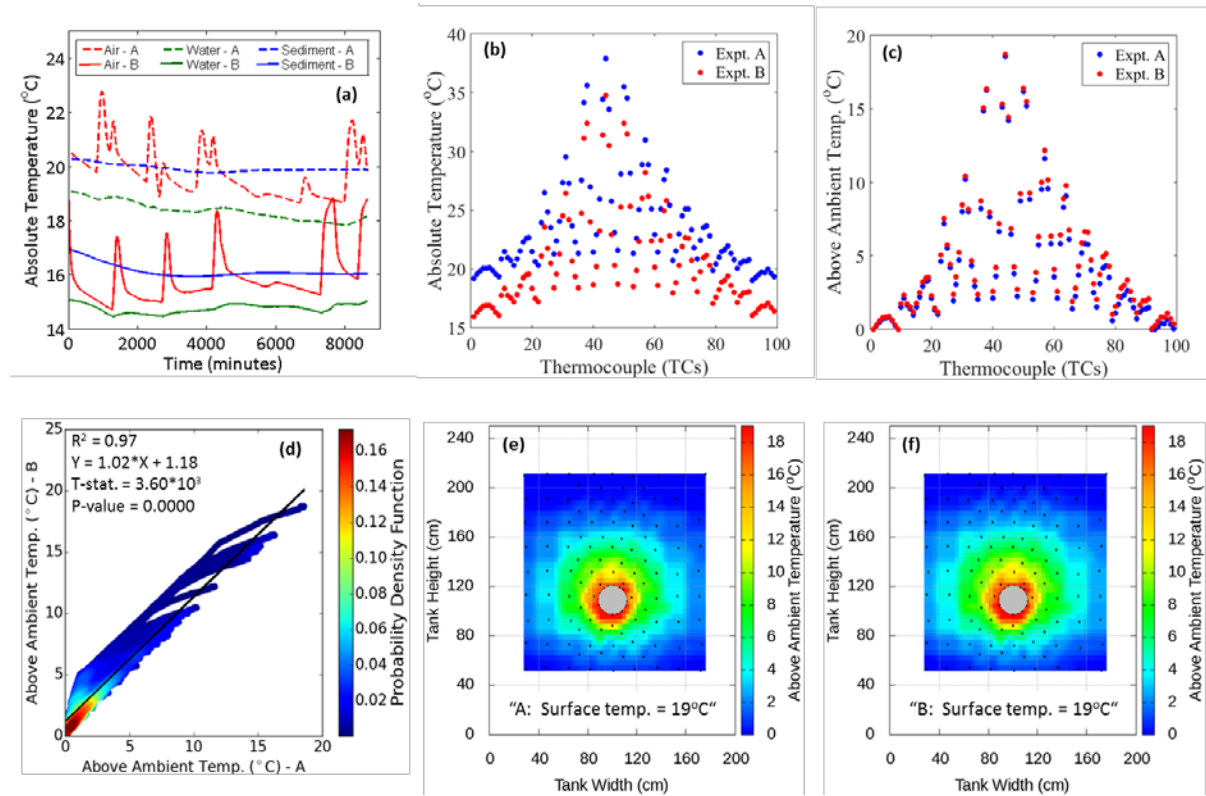 (a)
Air - A Water - A Sediment - A
Air - B Water - B Sediment - B
Absolute Temperature (°C)
24
22
20
18
16
14
0 2000 4000 6000 8000
Time (minutes)
(b)
Expt. A
Expt. B
Absolute Temperature (°C)
40
35
30
25
20
15
0 20 40 60 80 100
Thermocouple (TCs)
(c)
Expt. A
Expt. B
Above Ambient Temp. (°C)
20
15
10
5
0
0 20 40 60 80 100
Thermocouple (TCs)
(d)
R² = 0.97
Y = 1.02*X + 1.18
T-stat. = 3.60*10³
P-value = 0.0000
Above Ambient Temp. (°C) - B
25
20
15
10
5
0
0 5 10 15 20
Above Ambient Temp. (°C) - A
0.16
0.14
0.12
0.10
0.08
0.06
0.04
0.02
Probability Density Function
(e)
Tank Height (cm)
240
200
160
120
80
40
0
"A: Surface temp. = 19°C"
0 40 80 120 160 200
Tank Width (cm)
18
16
14
12
10
8
6
4
2
0
Above Ambient Temperature (°C)
(f)
Tank Height (cm)
240
200
160
120
80
40
0
"B: Surface temp. = 19°C"
0 40 80 120 160 200
Tank Width (cm)
18
16
14
12
10
8
6
4
2
0
Above Ambient Temperature (°C)